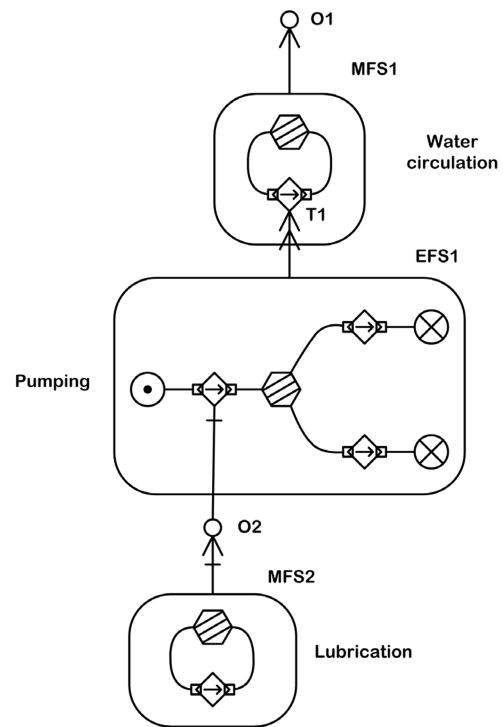 O1
MFS1
Water
circulation
T1
EFS1
Pumping
O2
MFS2
Lubrication